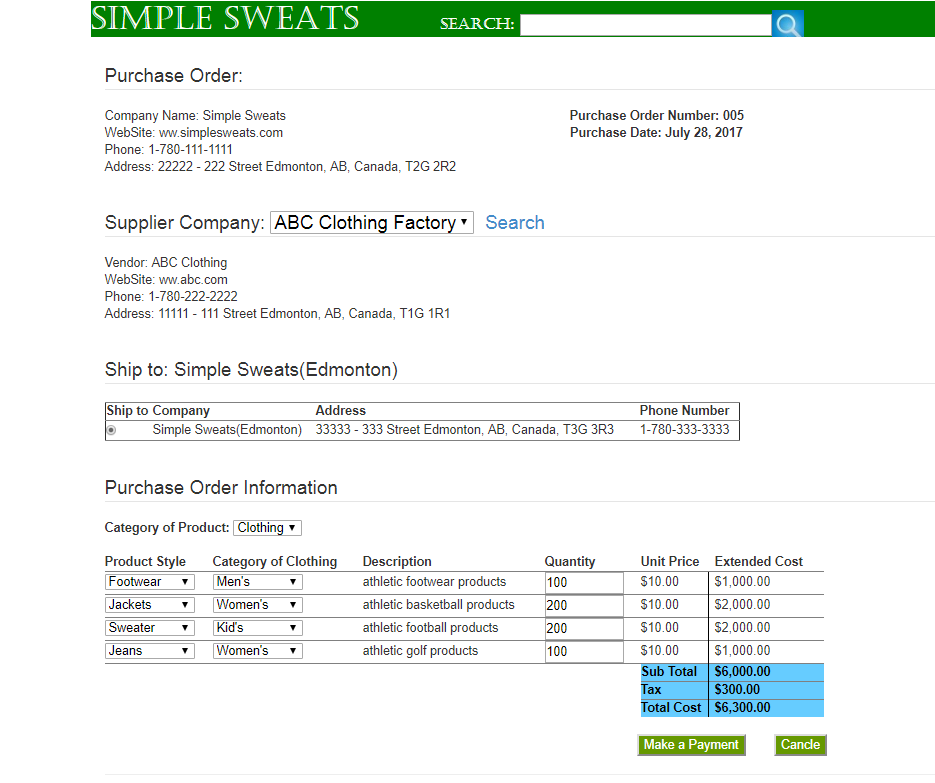 SIMPLE SWEATS SEARCH:
Purchase Order:
Company Name: Simple Sweats Purchase Order Number: 005
WebSite: ww.simplesweats.com Purchase Date: July 28, 2017
Phone: 1-780-111-1111
Address: 22222 - 222 Street Edmonton, AB, Canada, T2G 2R2
Supplier Company: ABC Clothing Factory Search
Vendor: ABC Clothing
WebSite: ww.abc.com
Phone: 1-780-222-2222
Address: 11111 - 111 Street Edmonton, AB, Canada, T1G 1R1
Ship to: Simple Sweats(Edmonton)
Ship to Company Address Phone Number
Simple Sweats(Edmonton) 33333 - 333 Street Edmonton, AB, Canada, T3G 3R3 1-780-333-3333
Purchase Order Information
Category of Product: Clothing
Product Style Category of Clothing Description Quantity Unit Price Extended Cost
Footwear Men's athletic footwear products 100 $10.00 $1,000.00
Jackets Women's athletic basketball products 200 $10.00 $2,000.00
Sweater Kid's athletic football products 200 $10.00 $2,000.00
Jeans Women's athletic golf products 100 $10.00 $1,000.00
Sub Total $6,000.00
Tax $300.00
Total Cost $6,300.00
Make a Payment Cancle